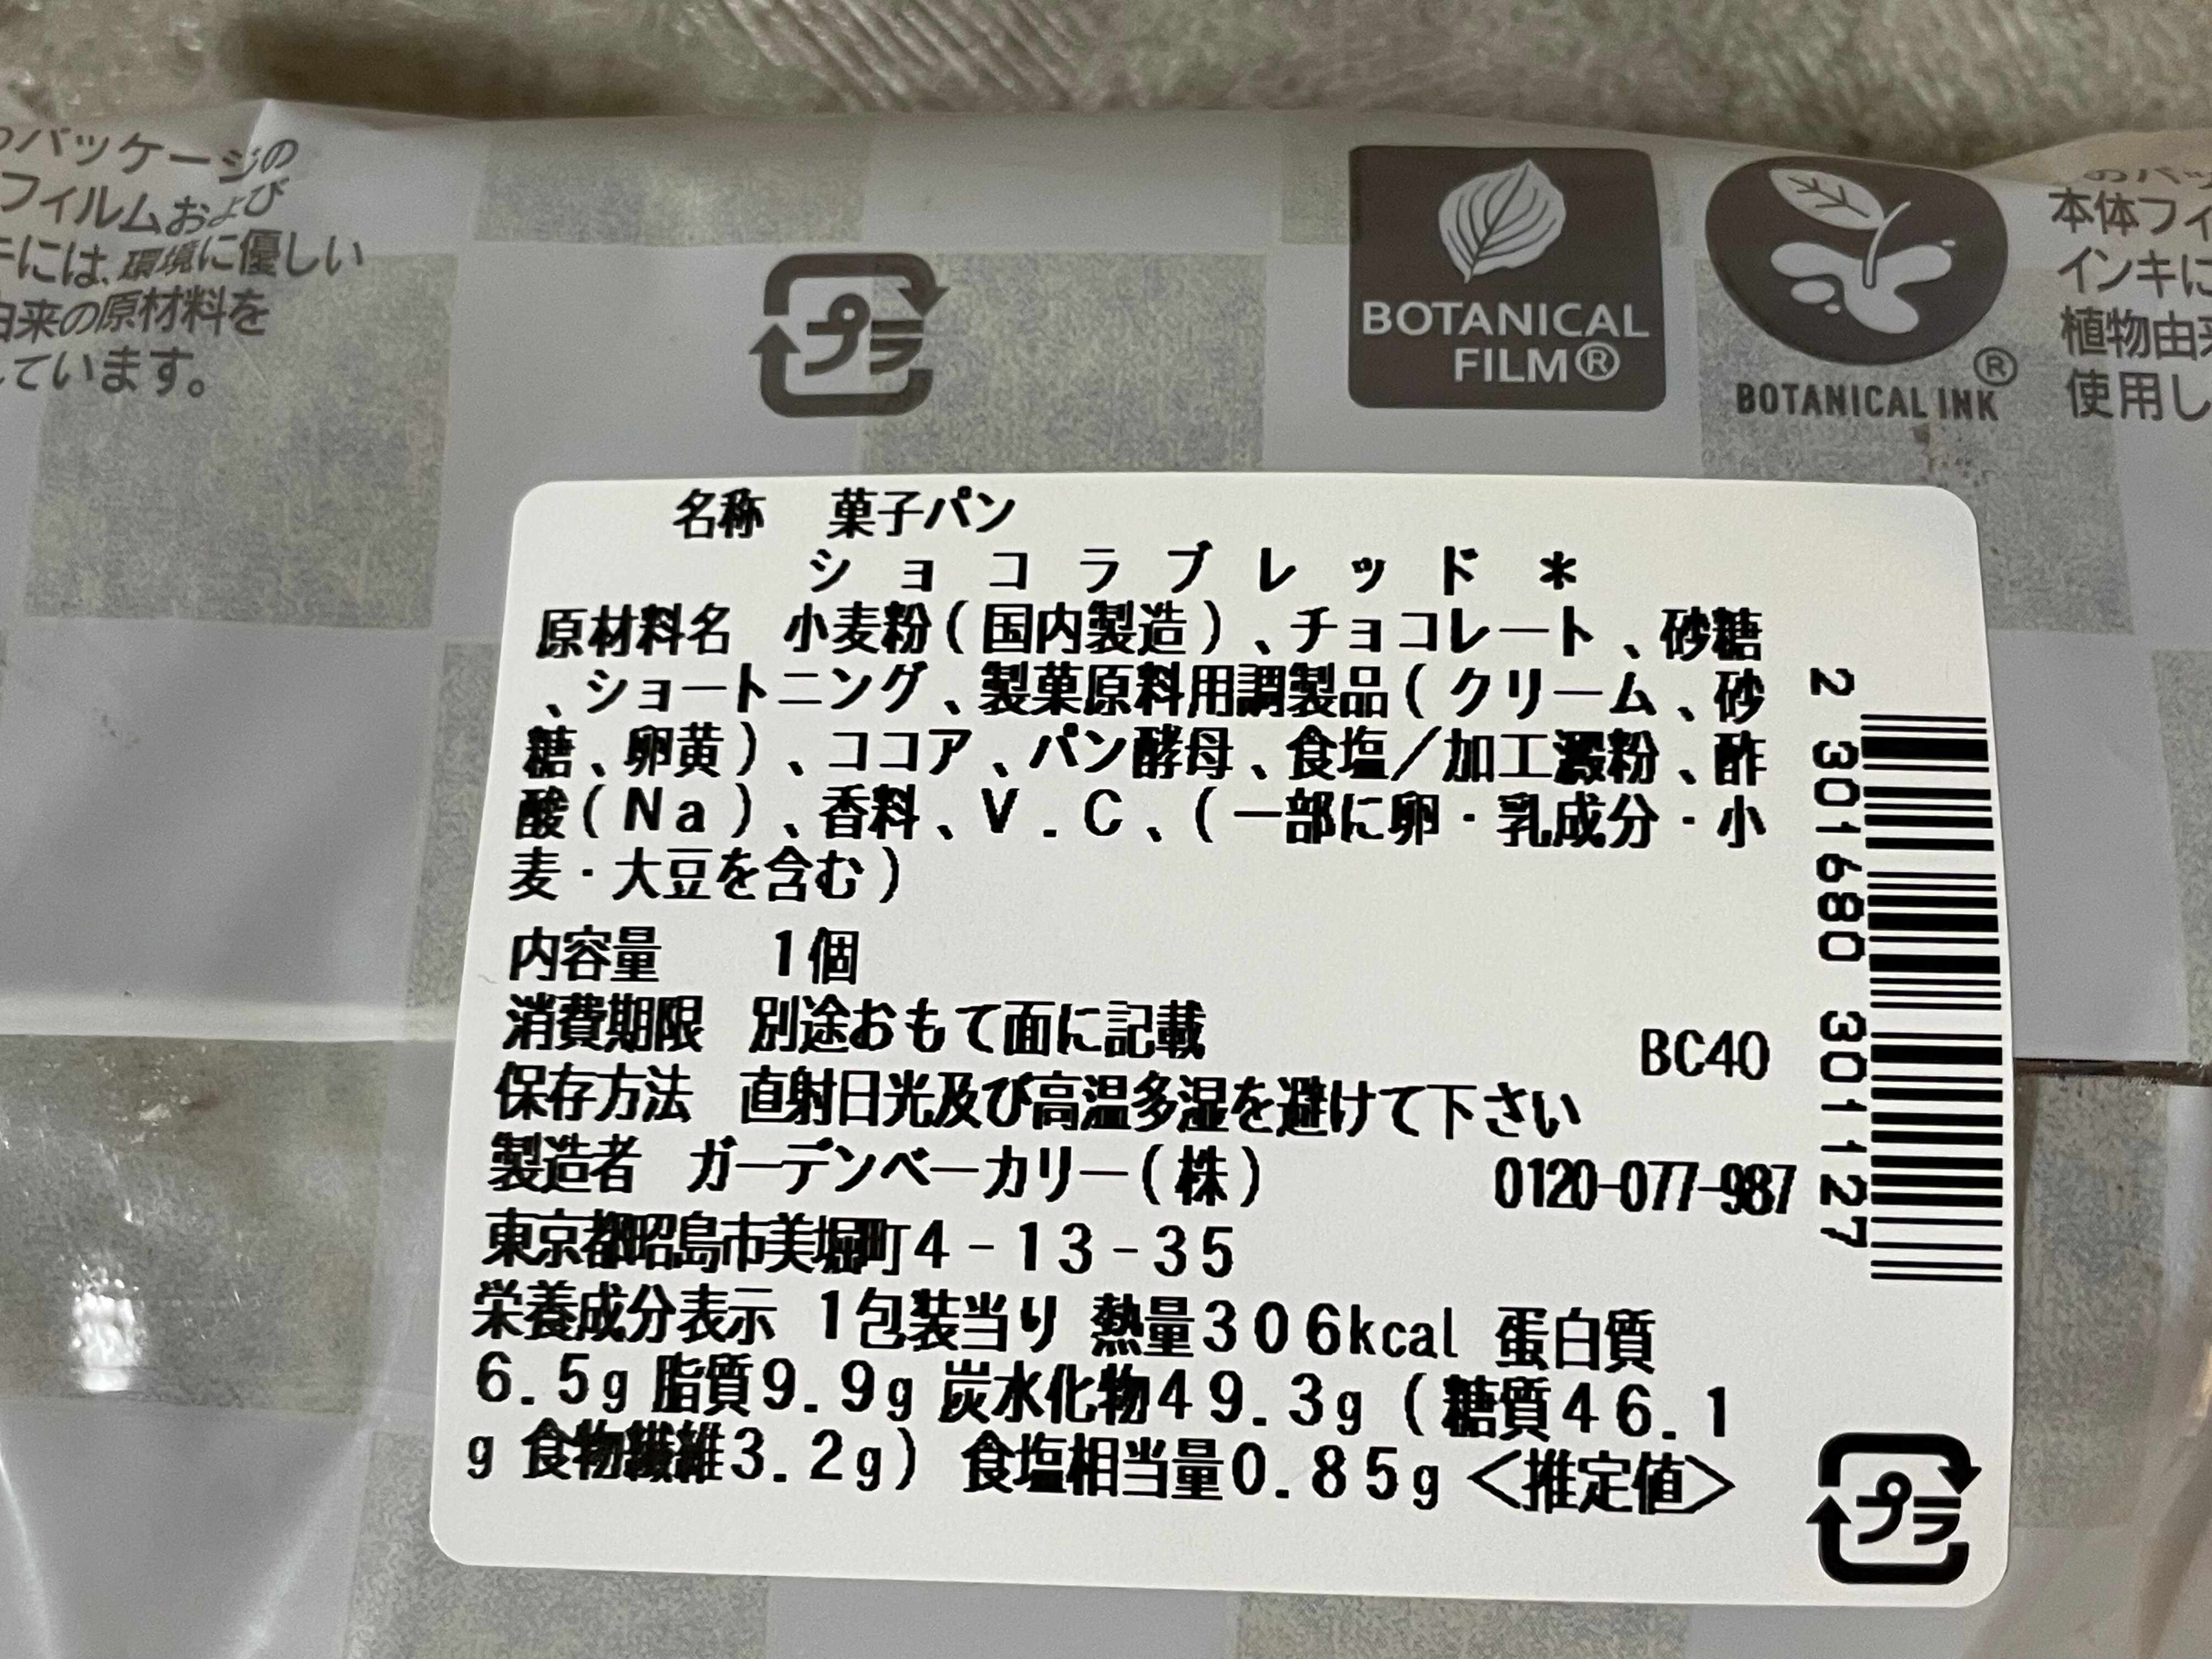 パッケージの
フィルムおよび
には、環境に優しい
由来の原材料を
しています。
プラ
BOTANICAL
FILM®
®
BOTANICAL INK
本体フィ
インキに
植物由来
使用し
名称 菓子パン
ショコラブレッド＊
原材料名 小麦粉(国内製造)、チョコレート、砂糖
、ショートニング、製菓原料用調製品(クリーム、砂
糖、卵黄)、ココア、パン酵母、食塩／加工澱粉、酢
酸(Na)、香料、V.C、(一部に卵・乳成分・小
麦・大豆を含む)
内容量 1個
消費期限 別途おもて面に記載
BC40
保存方法 直射日光及び高温多湿を避けて下さい
製造者 ガーデンベーカリー(株) 0120-077-987
東京都昭島市美堀町4-13-35
栄養成分表示 1包装当り 熱量306kcal 蛋白質
6.5g 脂質9.9g 炭水化物49.3g (糖質46.1
g 食物繊維3.2g) 食塩相当量0.85g <推定値>
2 301680 301127
プラ